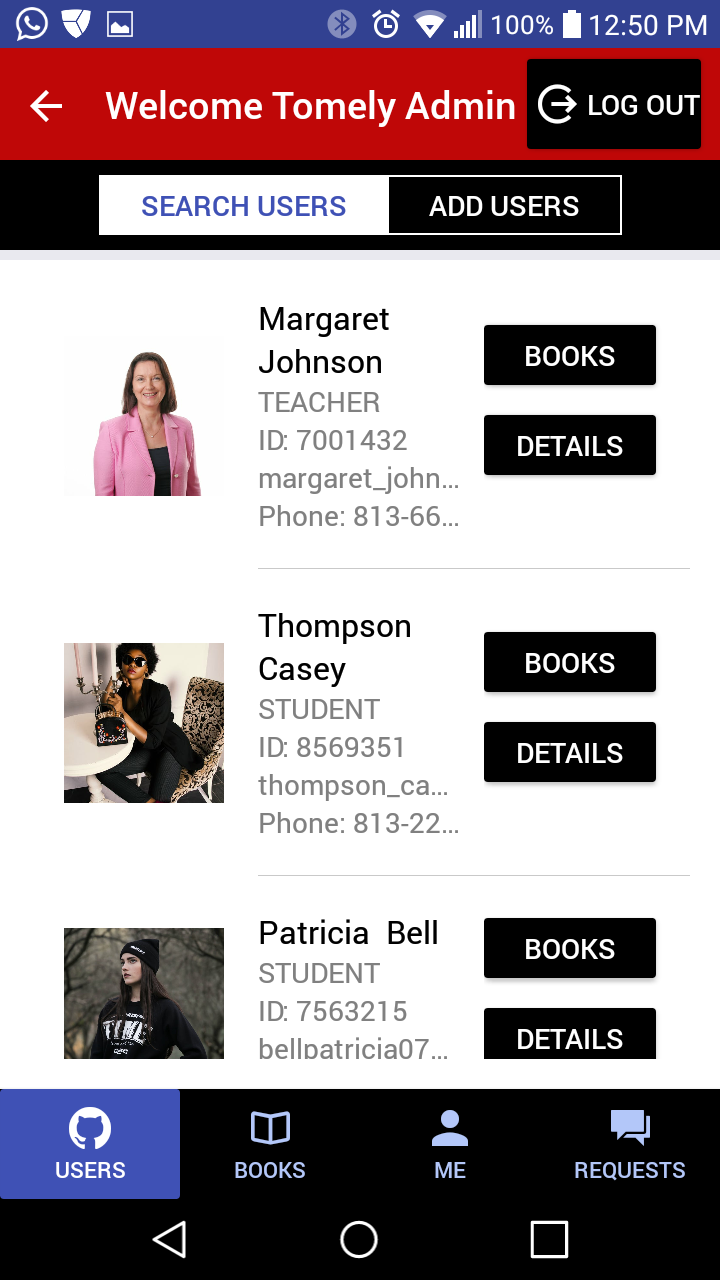 100% 12:50 PM
Welcome Tomely Admin
LOG OUT
SEARCH USERS
ADD USERS
Margaret
Johnson
TEACHER
ID: 7001432
margaret_john...
Phone: 813-66...
BOOKS
DETAILS
Thompson
Casey
STUDENT
ID: 8569351
thompson_ca...
Phone: 813-22...
BOOKS
DETAILS
Patricia Bell
STUDENT
ID: 7563215
bellpatricia07...
BOOKS
DETAILS
USERS
BOOKS
ME
REQUESTS